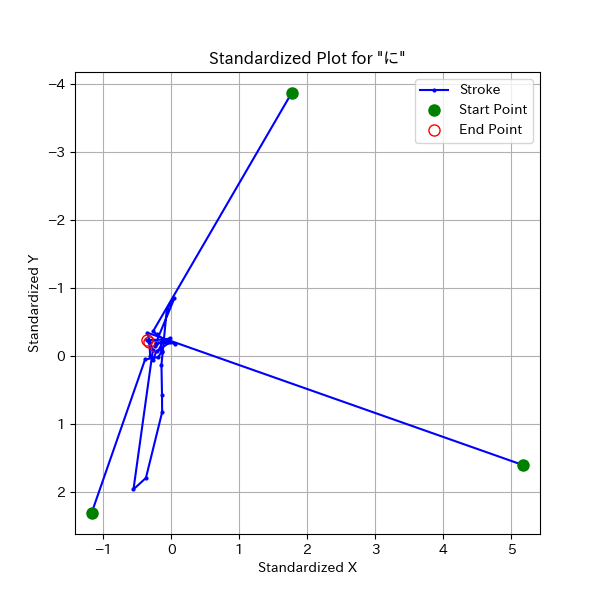 Standardized Plot for "に"
Stroke
Start Point
End Point
−4
−3
−2
−1
0
1
2
Standardized Y
−1 0 1 2 3 4 5
Standardized X